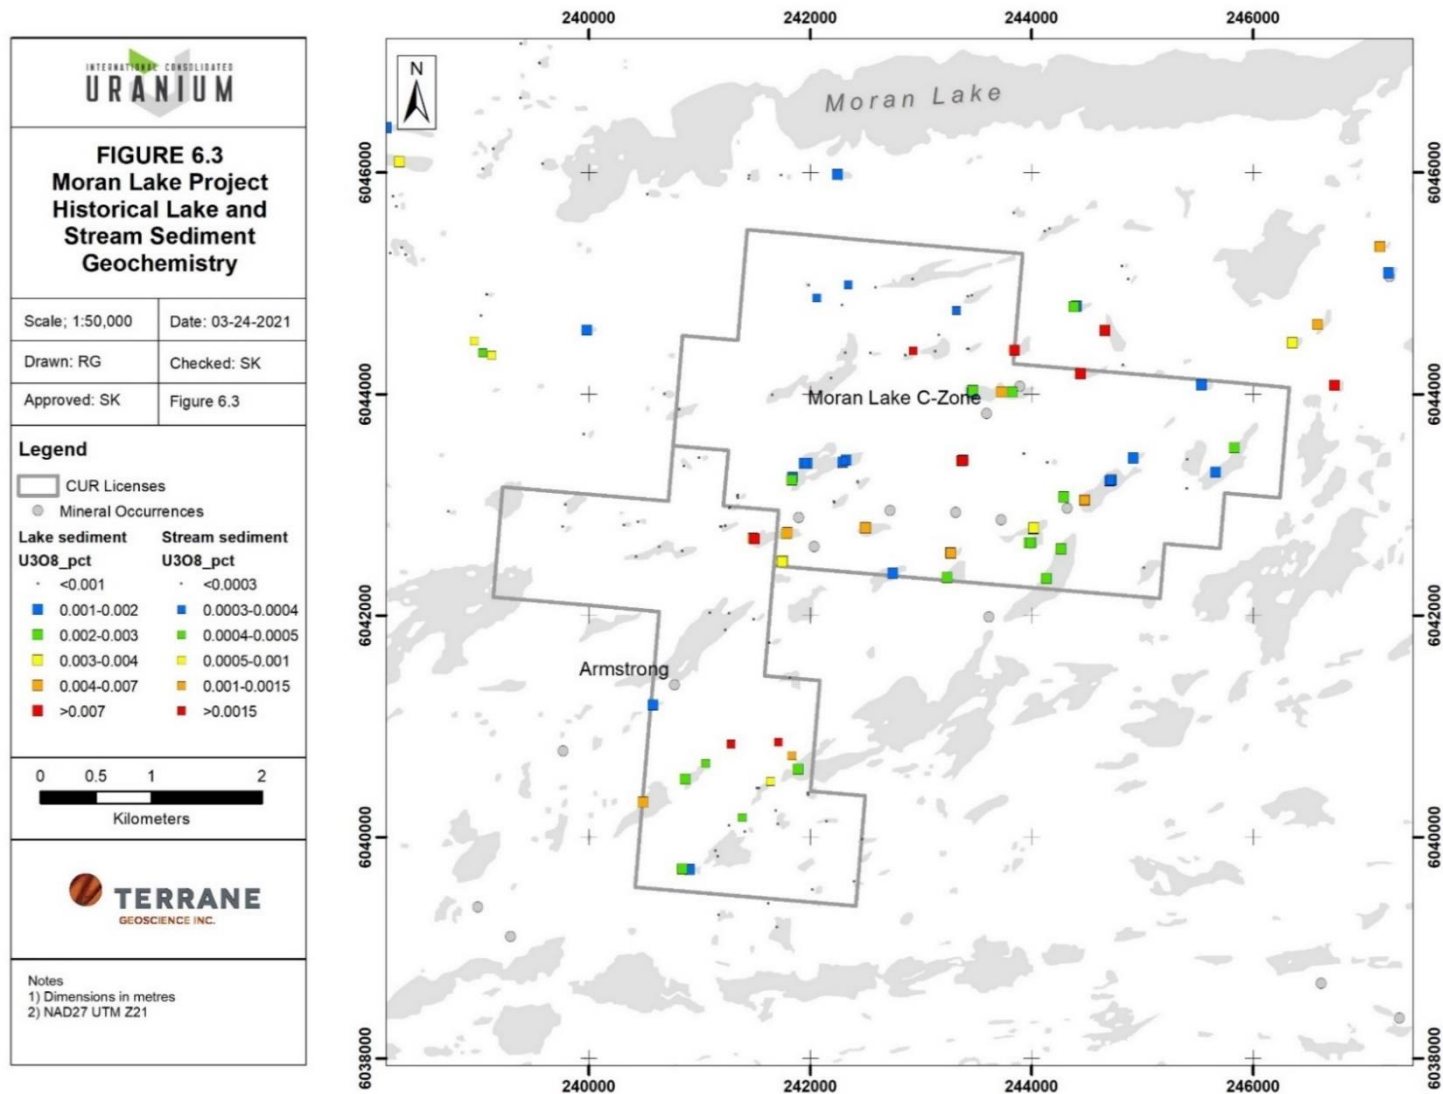 INTERNATIONAL CONSOLIDATED
URANIUM
FIGURE 6.3
Moran Lake Project
Historical Lake and
Stream Sediment
Geochemistry
Scale; 1:50,000
Date: 03-24-2021
Drawn: RG
Checked: SK
Approved: SK
Figure 6.3
Legend
CUR Licenses
Mineral Occurrences
Lake sediment
U3O8_pct
<0.001
0.001-0.002
0.002-0.003
0.003-0.004
0.004-0.007
>0.007
Stream sediment
U3O8_pct
<0.0003
0.0003-0.0004
0.0004-0.0005
0.0005-0.001
0.001-0.0015
>0.0015
0 0.5 1 2
Kilometers
TERRANE
GEOSCIENCE INC.
Notes
1) Dimensions in metres
2) NAD27 UTM Z21
240000 242000 244000 246000
N
Moran Lake
6046000 6046000
6044000 6044000
Moran Lake C-Zone
6042000 6042000
Armstrong
6040000 6040000
6038000 6038000
240000 242000 244000 246000